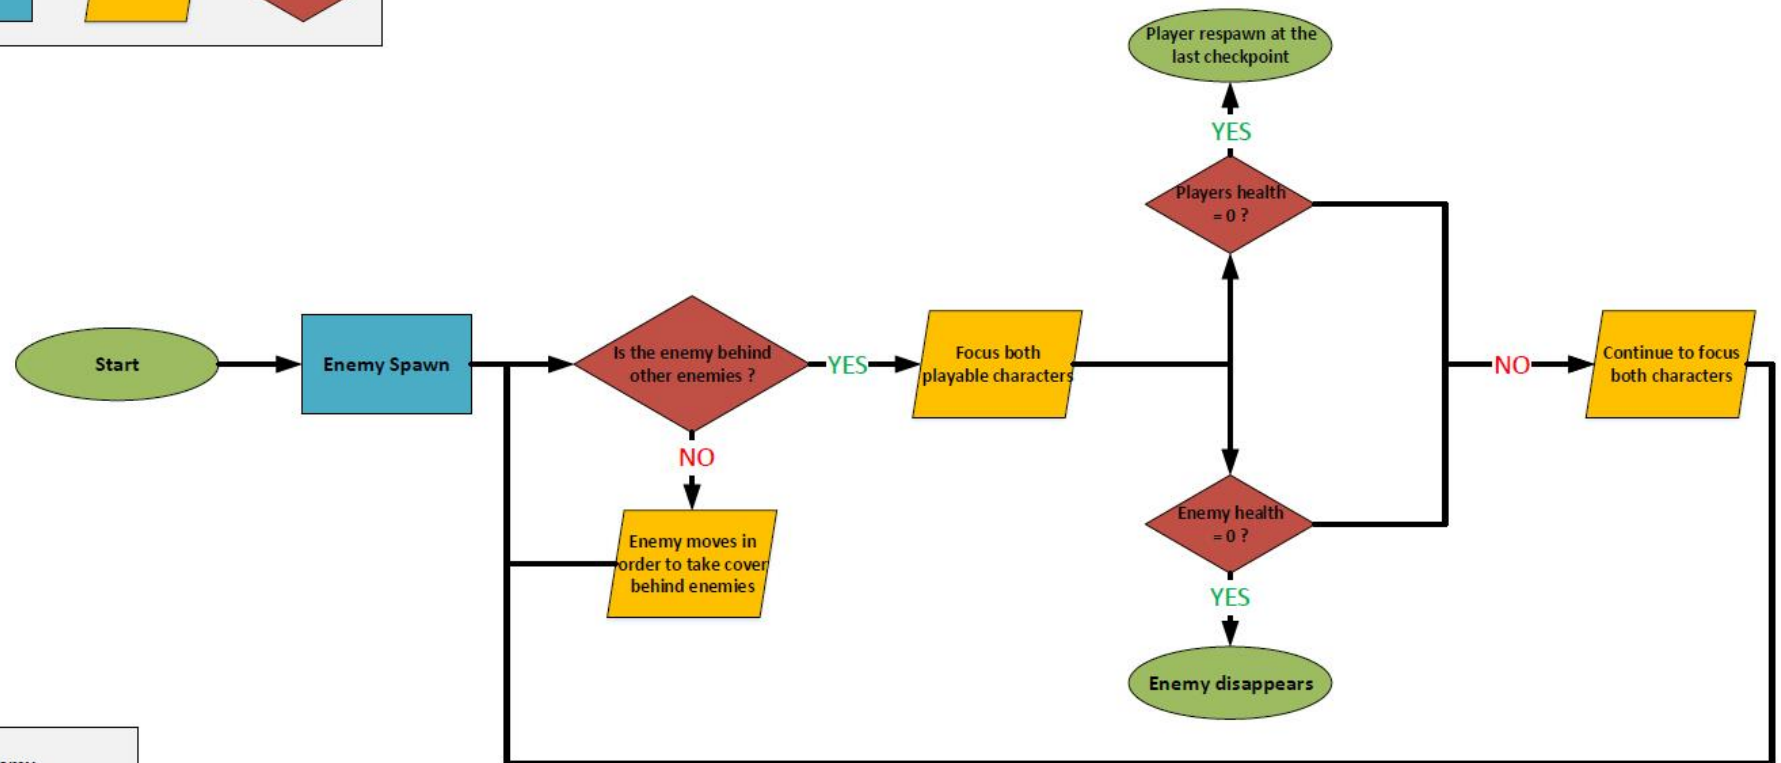 Player respawn at the
last checkpoint
YES
Players health
= 0 ?
Start
Enemy Spawn
Is the enemy behind
other enemies ?
YES
Focus both
playable characters
NO
Continue to focus
both characters
NO
Enemy moves in
order to take cover
behind enemies
Enemy health
= 0 ?
YES
Enemy disappears